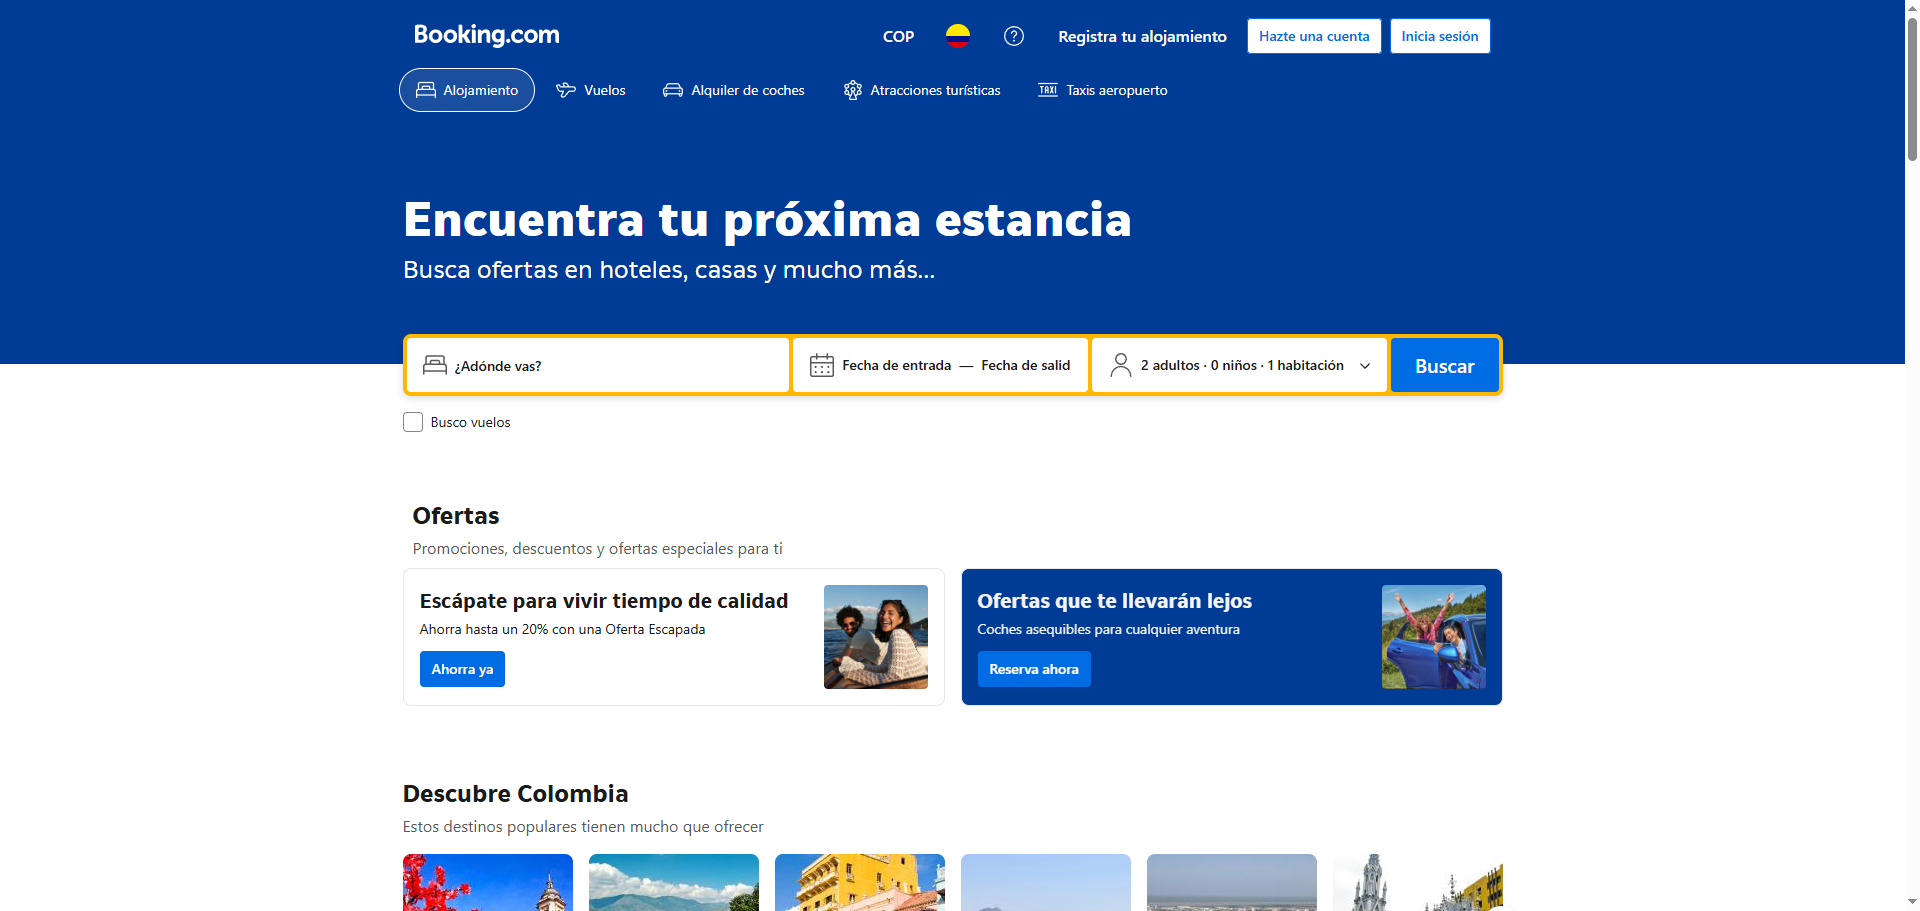 Booking.com
COP
Registra tu alojamiento
Hazte una cuenta
Inicia sesión
Alojamiento
Vuelos
Alquiler de coches
Atracciones turísticas
TAXI
Taxis aeropuerto
Encuentra tu próxima estancia
Busca ofertas en hoteles, casas y mucho más...
¿Adónde vas?
Fecha de entrada — Fecha de salid
2 adultos · 0 niños · 1 habitación
Buscar
Busco vuelos
Ofertas
Promociones, descuentos y ofertas especiales para ti
Escápate para vivir tiempo de calidad
Ahorra hasta un 20% con una Oferta Escapada
Ahorra ya
Ofertas que te llevarán lejos
Coches asequibles para cualquier aventura
Reserva ahora
Descubre Colombia
Estos destinos populares tienen mucho que ofrecer